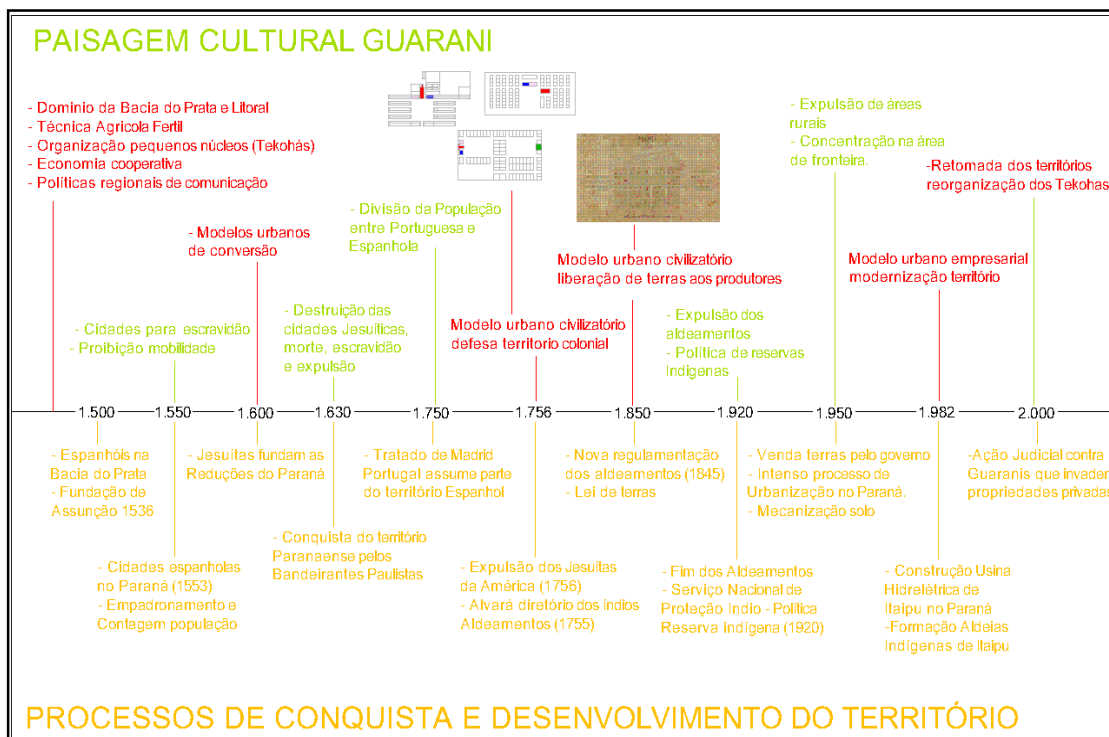 PAISAGEM CULTURAL GUARANI
- Dominio da Bacia do Prata e Litoral
- Técnica Agricola Fertil
- Organização pequenos núcleos (Tekohás)
- Economia cooperativa
- Políticas regionais de comunicação
- Cidades para escravidão
- Proibição mobilidade
- Modelos urbanos
de conversão
- Destruição das
cidades Jesuíticas,
morte, escravidão
e expulsão
- Divisão da População
entre Portuguesa e
Espanhola
Modelo urbano civilizatório
defesa territorio colonial
Modelo urbano civilizatório
liberação de terras aos produtores
- Expulsão dos
aldeamentos
- Política de reservas
Indígenas
- Expulsão de áreas
rurais
- Concentração na área
de fronteira.
Modelo urbano empresarial
modernização território
-Retomada dos territórios
reorganização dos Tekohas
1.500
1.550
1.600
1.630
1.750
1.756
1.850
1.920
1.950
1.982
2.000
- Espanhóis na
Bacia do Prata
- Fundação de
Assunção 1536
- Cidades espanholas
no Paraná (1553)
- Empadronamento e
Contagem população
- Jesuítas fundam as
Reduções do Paraná
- Conquista do território
Paranaense pelos
Bandeirantes Paulistas
- Tratado de Madrid
Portugal assume parte
do território Espanhol
- Expulsão dos Jesuítas
da América (1756)
- Alvará diretório dos índios
Aldeamentos (1755)
- Nova regulamentação
dos aldeamentos (1845)
- Lei de terras
- Fim dos Aldeamentos
- Serviço Nacional de
Proteção Indio - Política
Reserva indígena (1920)
- Venda terras pelo governo
- Intenso processo de
Urbanização no Paraná.
- Mecanização solo
- Construção Usina
Hidrelétrica de
Itaipu no Paraná
-Formação Aldeias
Indígenas de Itaipu
-Ação Judicial contra
Guaranis que invadem
propriedades privadas
PROCESSOS DE CONQUISTA E DESENVOLVIMENTO DO TERRITÓRIO